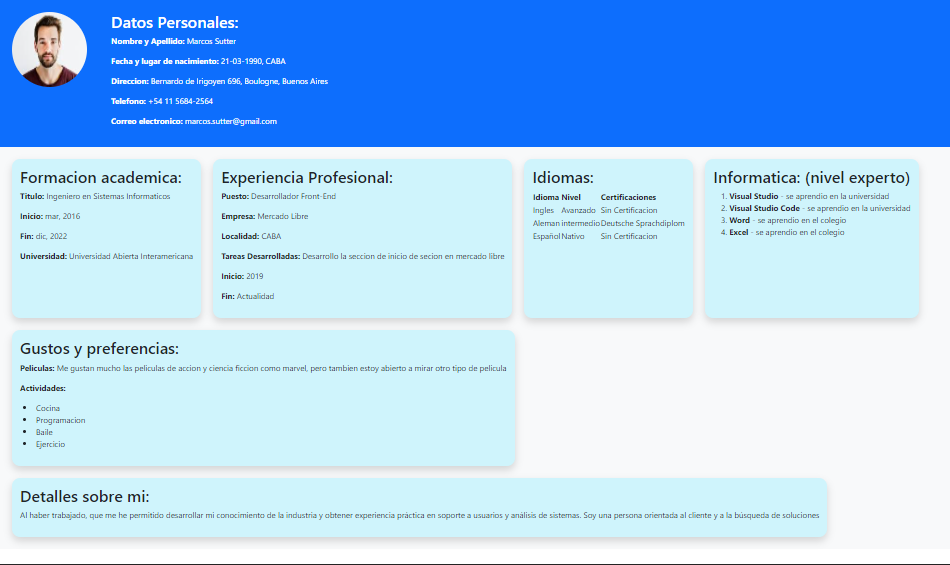 Datos Personales:
Nombre y Apellido: Marcos Sutter
Fecha y lugar de nacimiento: 21-03-1990, CABA
Direccion: Bernardo de Irigoyen 696, Boulogne, Buenos Aires
Telefono: +54 11 5684-2564
Correo electronico: marcos.sutter@gmail.com
Formacion academica:
Titulo: Ingeniero en Sistemas Informaticos
Inicio: mar, 2016
Fin: dic, 2022
Universidad: Universidad Abierta Interamericana
Experiencia Profesional:
Puesto: Desarrollador Front-End
Empresa: Mercado Libre
Localidad: CABA
Tareas Desarrolladas: Desarrollo la seccion de inicio de secion en mercado libre
Inicio: 2019
Fin: Actualidad
Idiomas:
Idioma Nivel Certificaciones
Ingles Avanzado Sin Certificacion
Aleman intermedio Deutsche Sprachdiplom
Español Nativo Sin Certificacion
Informatica: (nivel experto)
1. Visual Studio - se aprendio en la universidad
2. Visual Studio Code - se aprendio en la universidad
3. Word - se aprendio en el colegio
4. Excel - se aprendio en el colegio
Gustos y preferencias:
Peliculas: Me gustan mucho las peliculas de accion y ciencia ficcion como marvel, pero tambien estoy abierto a mirar otro tipo de pelicula
Actividades:
• Cocina
• Programacion
• Baile
• Ejercicio
Detalles sobre mi:
Al haber trabajado, que me he permitido desarrollar mi conocimiento de la industria y obtener experiencia práctica en soporte a usuarios y análisis de sistemas. Soy una persona orientada al cliente y a la búsqueda de soluciones